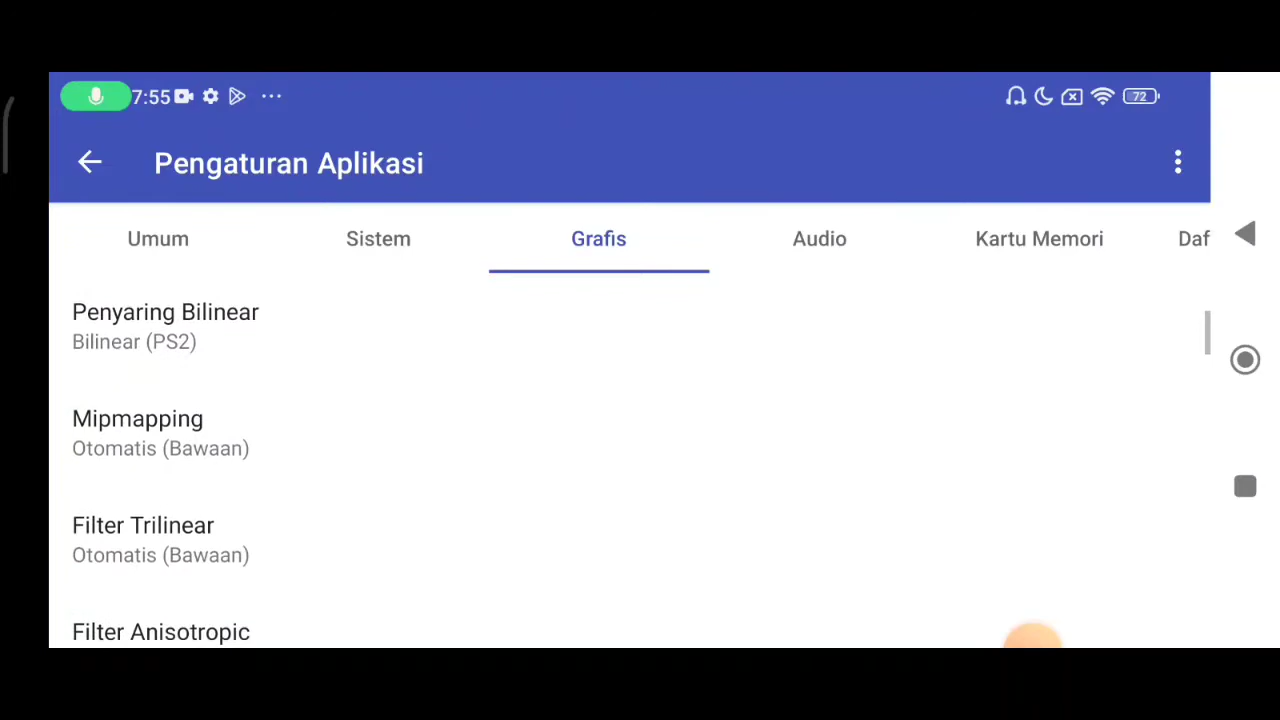 7:55
72
Pengaturan Aplikasi
Umum
Sistem
Grafis
Audio
Kartu Memori
Daf
Penyaring Bilinear
Bilinear (PS2)
Mipmapping
Otomatis (Bawaan)
Filter Trilinear
Otomatis (Bawaan)
Filter Anisotropic